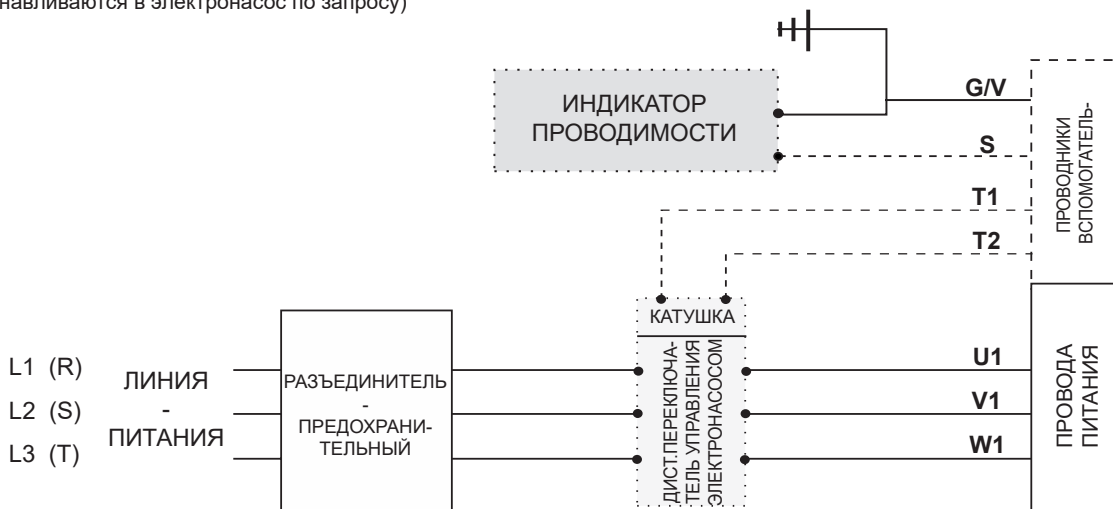 навливаются в электронасос по запросу)
ИНДИКАТОР
ПРОВОДИМОСТИ
G/V
S
T1
T2
ПРОВОДНИКИ
ВСПОМОГАТЕЛЬ-
КАТУШКА
L1 (R)
L2 (S)
L3 (T)
ЛИНИЯ
-
ПИТАНИЯ
РАЗЪЕДИНИТЕЛЬ
-
ПРЕДОХРАНИ-
ТЕЛЬНЫЙ
ДИСТ.ПЕРЕКЛЮЧА-
ТЕЛЬ УПРАВЛЕНИЯ
ЭЛЕКТРОНАСОСОМ
U1
V1
W1
ПРОВОДА
ПИТАНИЯ